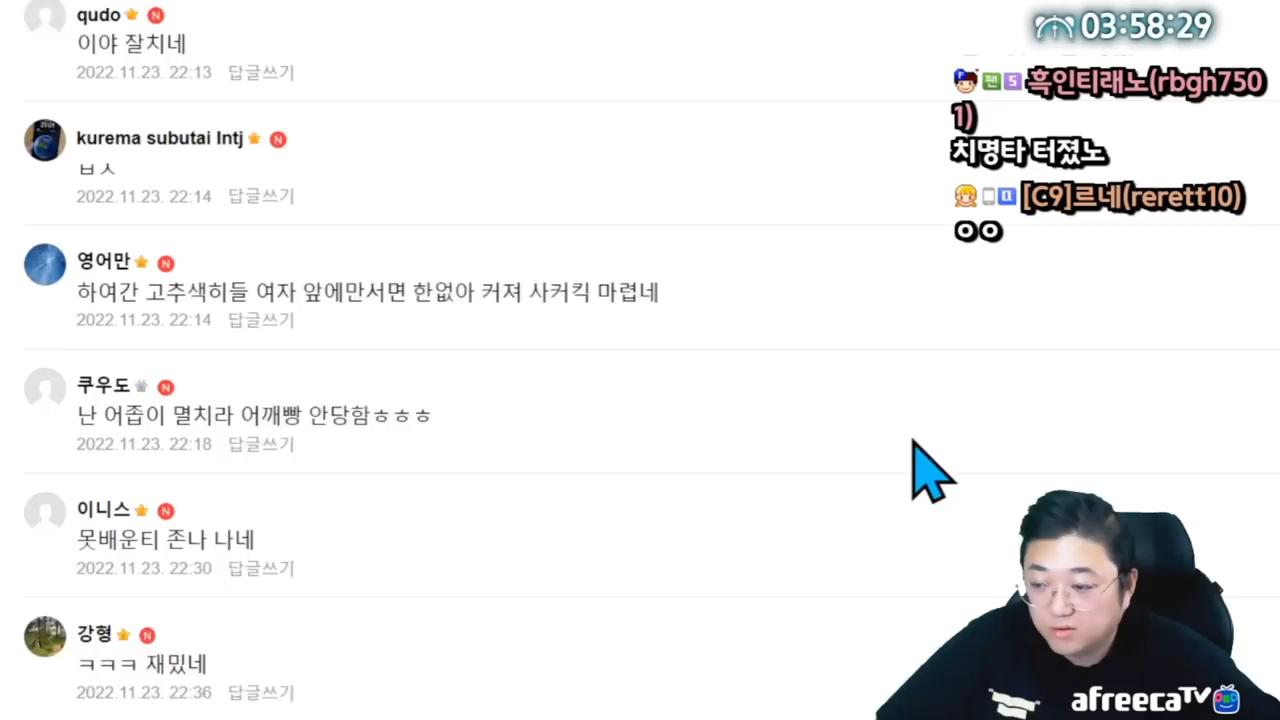 qudo N
이야 잘치네
2022.11.23. 22:13 답글쓰기
kurema subutai Intj N
ㅂㅅ
2022.11.23. 22:14 답글쓰기
영어만 N
하여간 고추색히들 여자 앞에만서면 한없아 커져 사커킥 마렵네
2022.11.23. 22:14 답글쓰기
쿠우도 N
난 어좁이 멸치라 어깨빵 안당함ㅎㅎㅎ
2022.11.23. 22:18 답글쓰기
이니스 N
못배운티 존나 나네
2022.11.23. 22:30 답글쓰기
강형 N
ㅋㅋㅋ 재밌네
2022.11.23. 22:36 답글쓰기
03:58:29
팬 S 흑인티래노(rbgh750
1)
치명타 터졌노
[C9]르네(rerett10)
ㅇㅇ
afreecaTV